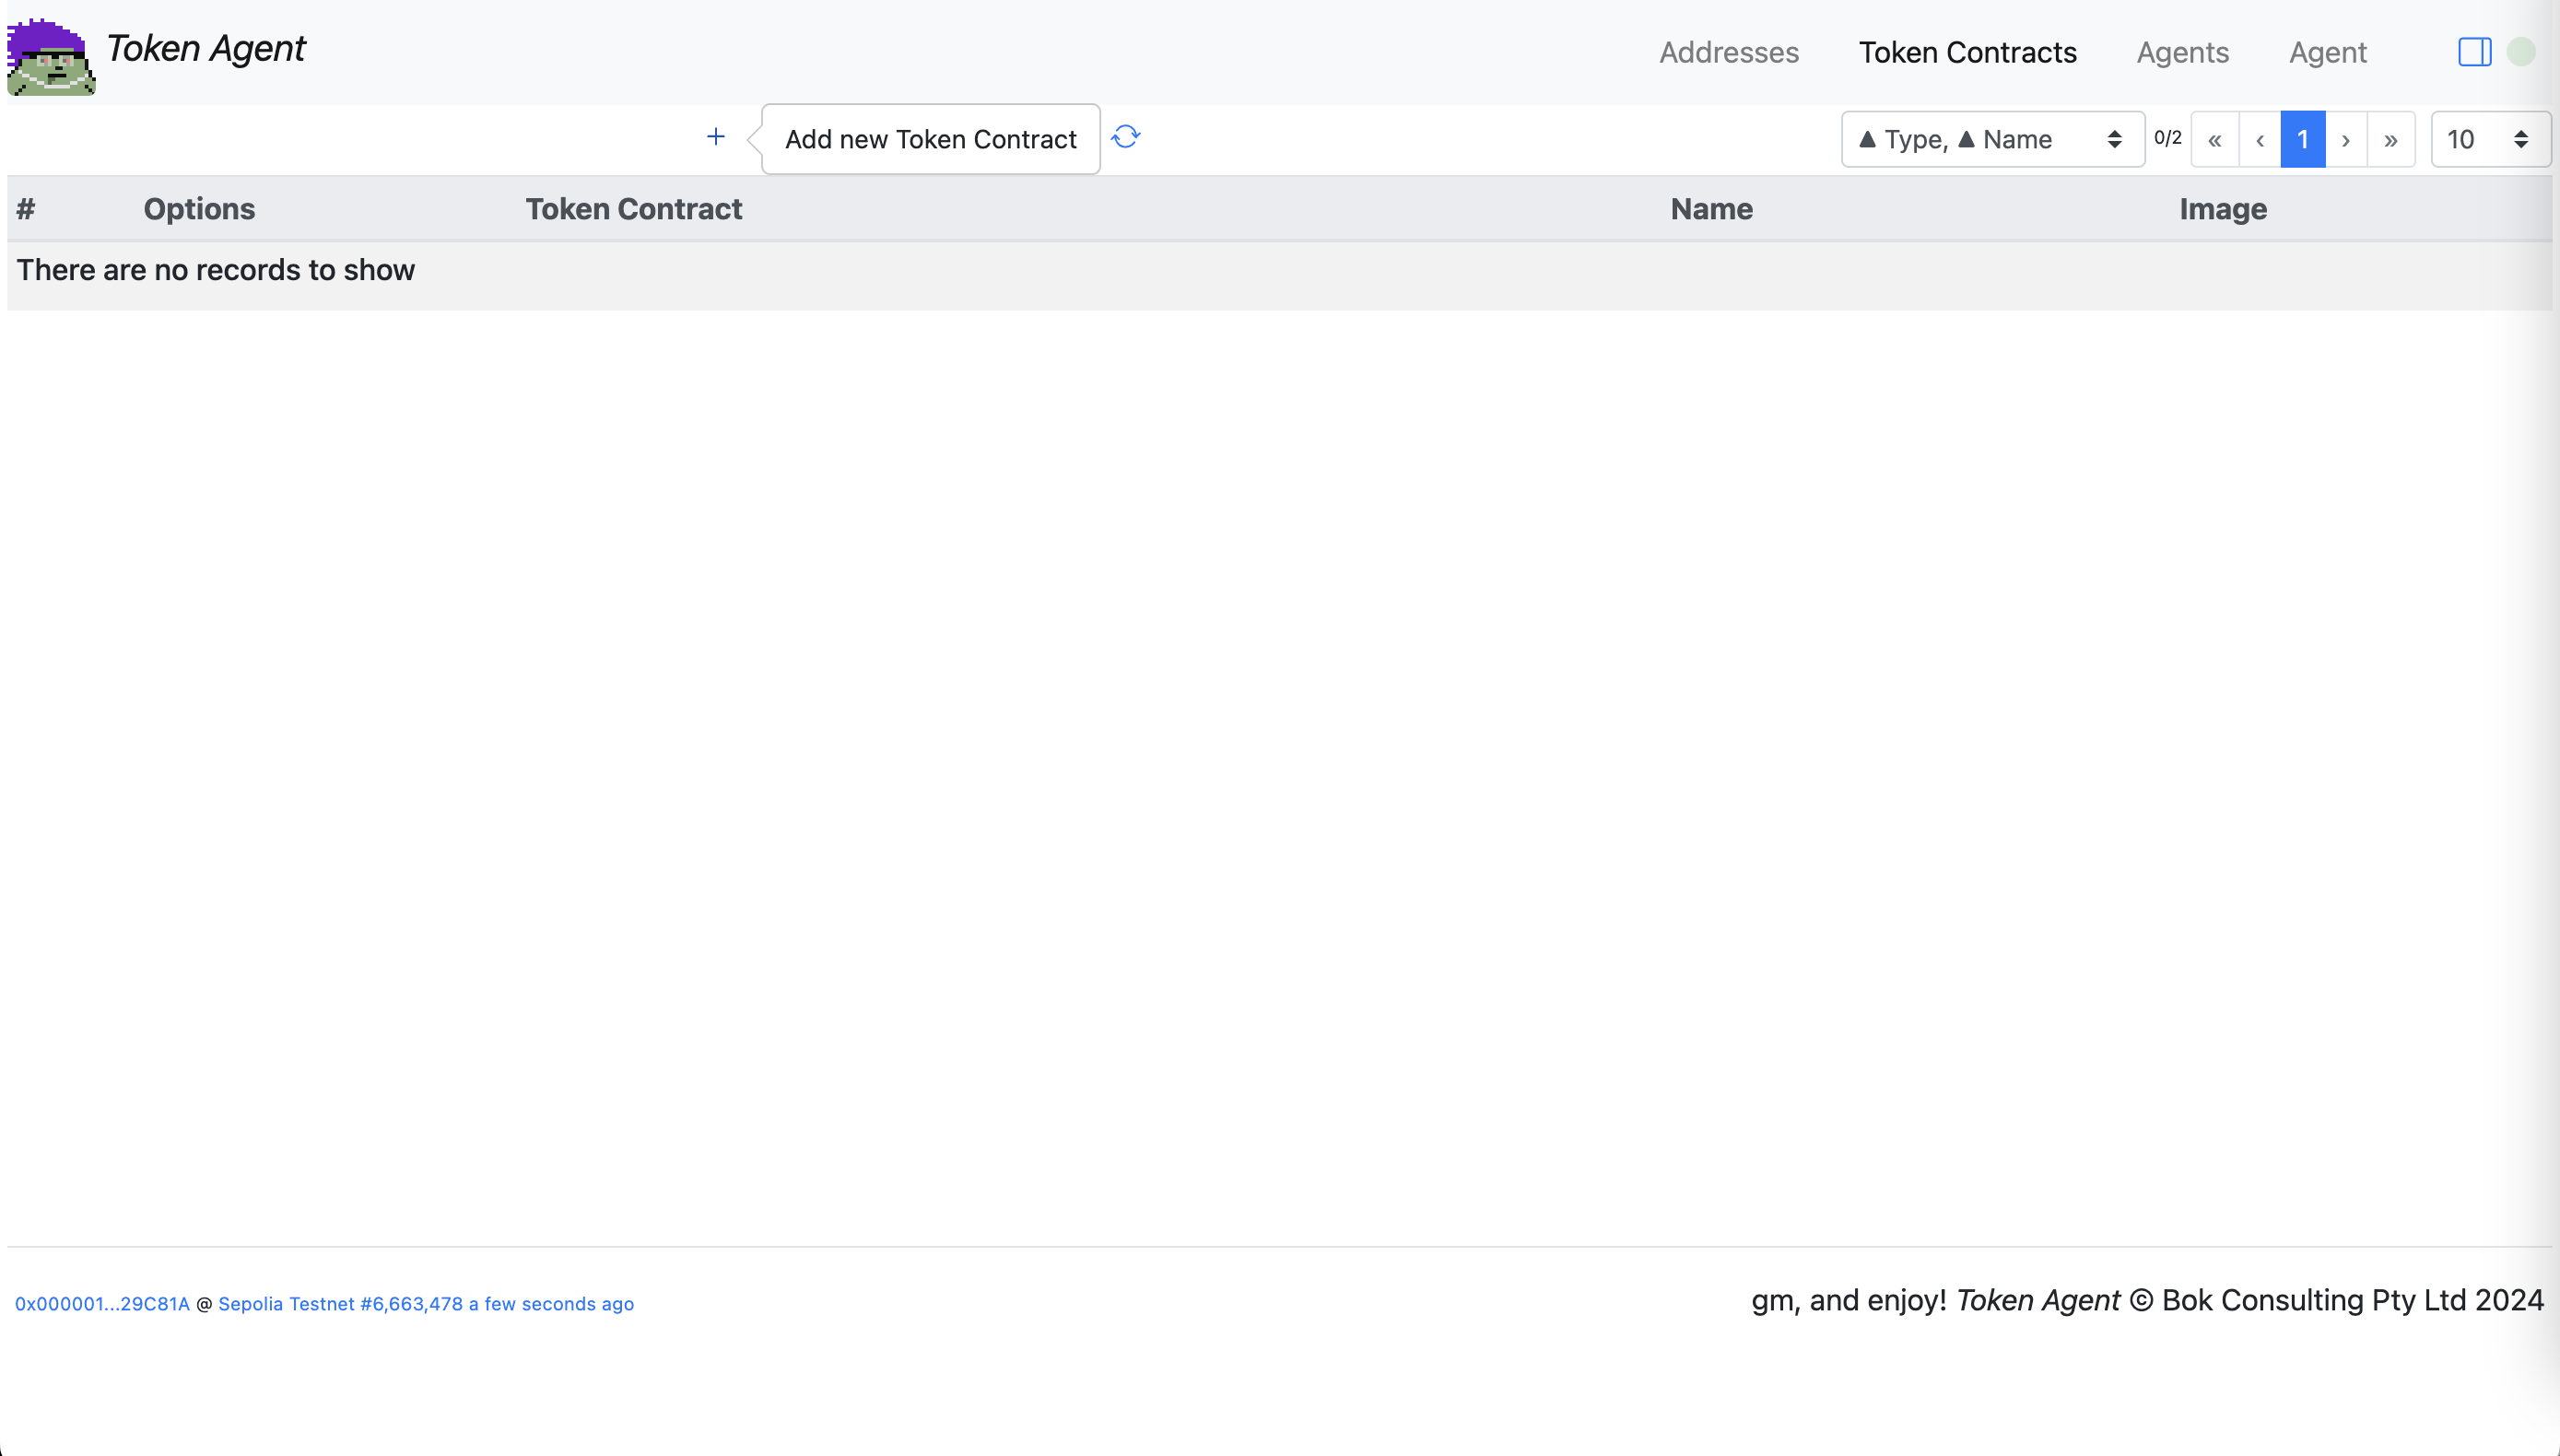 Token Agent
Addresses Token Contracts Agents Agent
+ Add new Token Contract ▲ Type, ▲ Name 0/2 « ‹ 1 › » 10
# Options Token Contract Name Image
There are no records to show
0x000001...29C81A @ Sepolia Testnet #6,663,478 a few seconds ago
gm, and enjoy! Token Agent © Bok Consulting Pty Ltd 2024